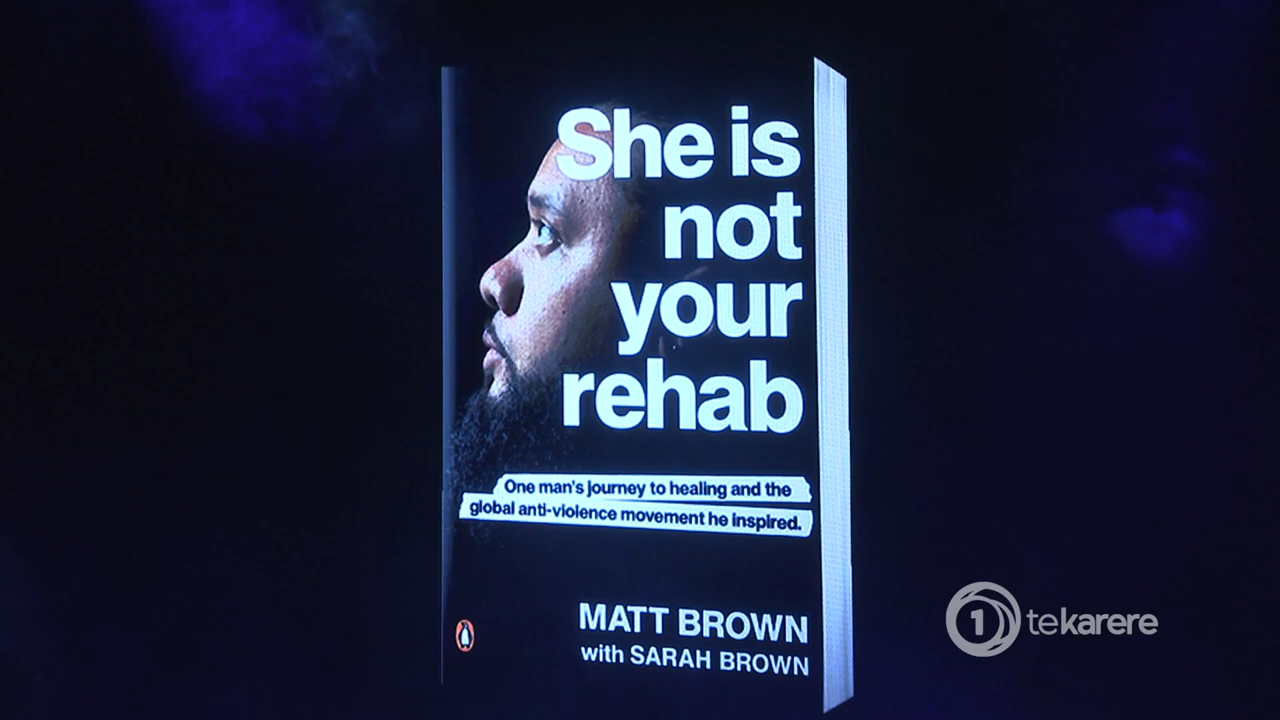 She is
not
your
rehab
One man's journey to healing and the
global anti-violence movement he inspired.
MATT BROWN
with SARAH BROWN
1 tekarere